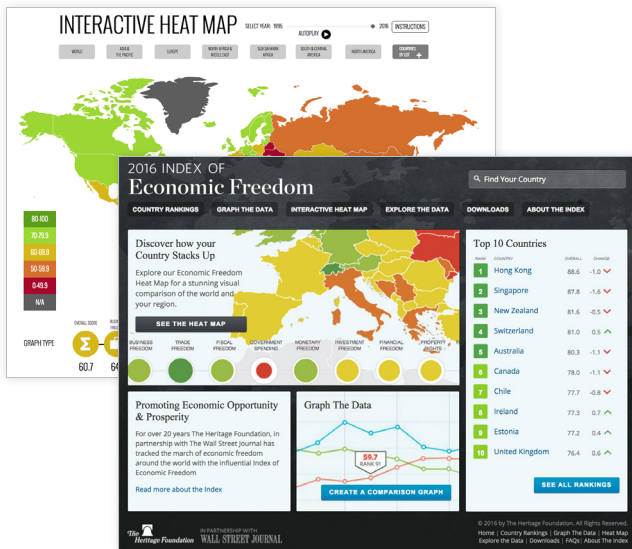 INTERACTIVE HEAT MAP
SELECT YEAR: 1995
2016
INSTRUCTIONS
AUTOPLAY
WORLD
ASIA &
THE PACIFIC
EUROPE
NORTH AFRICA &
MIDDLE EAST
SUB SAHARAN
AFRICA
SOUTH & CENTRAL
AMERICA
NORTH AMERICA
COUNTRIES
BY LIST +
80-100
70-79.9
60-69.9
50-59.9
0-49.9
N/A
GRAPH TYPE
OVERALL SCORE
Σ
60.7
2016 INDEX OF
Economic Freedom
Find Your Country
COUNTRY RANKINGS
GRAPH THE DATA
INTERACTIVE HEAT MAP
EXPLORE THE DATA
DOWNLOADS
ABOUT THE INDEX
Discover how your
Country Stacks Up
Explore our Economic Freedom
Heat Map for a stunning visual
comparison of the world and
your region.
SEE THE HEAT MAP
BUSINESS
FREEDOM
TRADE
FREEDOM
FISCAL
FREEDOM
GOVERNMENT
SPENDING
MONETARY
FREEDOM
INVESTMENT
FREEDOM
FINANCIAL
FREEDOM
PROPERTY
RIGHTS
Top 10 Countries
RANK COUNTRY OVERALL CHANGE
1 Hong Kong 88.6 -1.0
2 Singapore 87.8 -1.6
3 New Zealand 81.6 -0.5
4 Switzerland 81.0 0.5
5 Australia 80.3 -1.1
6 Canada 78.0 -1.1
7 Chile 77.7 -0.8
8 Ireland 77.3 0.7
9 Estonia 77.2 0.4
10 United Kingdom 76.4 0.6
SEE ALL RANKINGS
Promoting Economic Opportunity
& Prosperity
For over 20 years The Heritage Foundation, in
partnership with The Wall Street Journal has
tracked the march of economic freedom
around the world with the influential Index of
Economic Freedom.
Read more about the Index
Graph The Data
59.7
RANK 91
CREATE A COMPARISON GRAPH
The
Heritage Foundation
IN PARTNERSHIP WITH
WALL STREET JOURNAL
© 2016 by The Heritage Foundation. All Rights Reserved.
Home | Country Rankings | Graph The Data | Heat Map
Explore the Data | Downloads | FAQs | About The Index